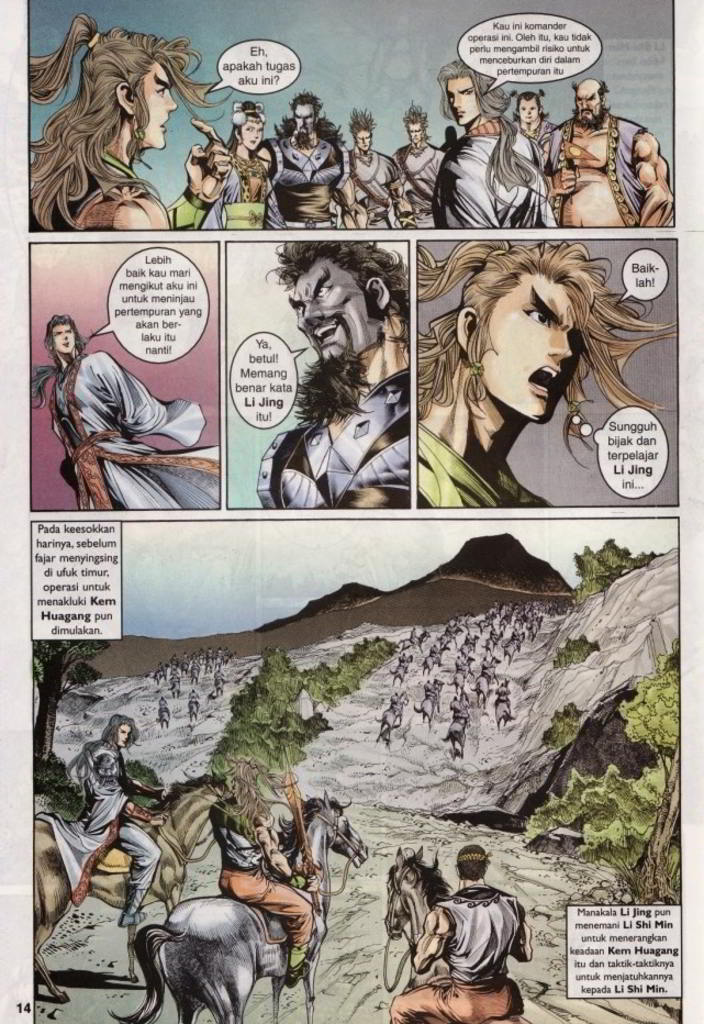 Eh,
apakah tugas
aku ini?
Kau ini komander
operasi ini. Oleh itu, kau tidak
perlu mengambil risiko untuk
menceburkan diri dalam
pertempuran itu
Lebih
baik kau mari
mengikut aku ini
untuk meninjau
pertempuran yang
akan ber-
laku itu
nanti!
Ya,
betul!
Memang
benar kata
Li Jing
itu!
Baik-
lah!
Sungguh
bijak dan
terpelajar
Li Jing
ini...
Pada keesokkan
harinya, sebelum
fajar menyingsing
di ufuk timur,
operasi untuk
menakluki Kem
Huagang pun
dimulakan.
Manakala Li Jing pun
menemani Li Shi Min
untuk menerangkan
keadaan Kem Huagang
itu dan taktik-taktik
untuk menjatuhkannya
kepada Li Shi Min.
14